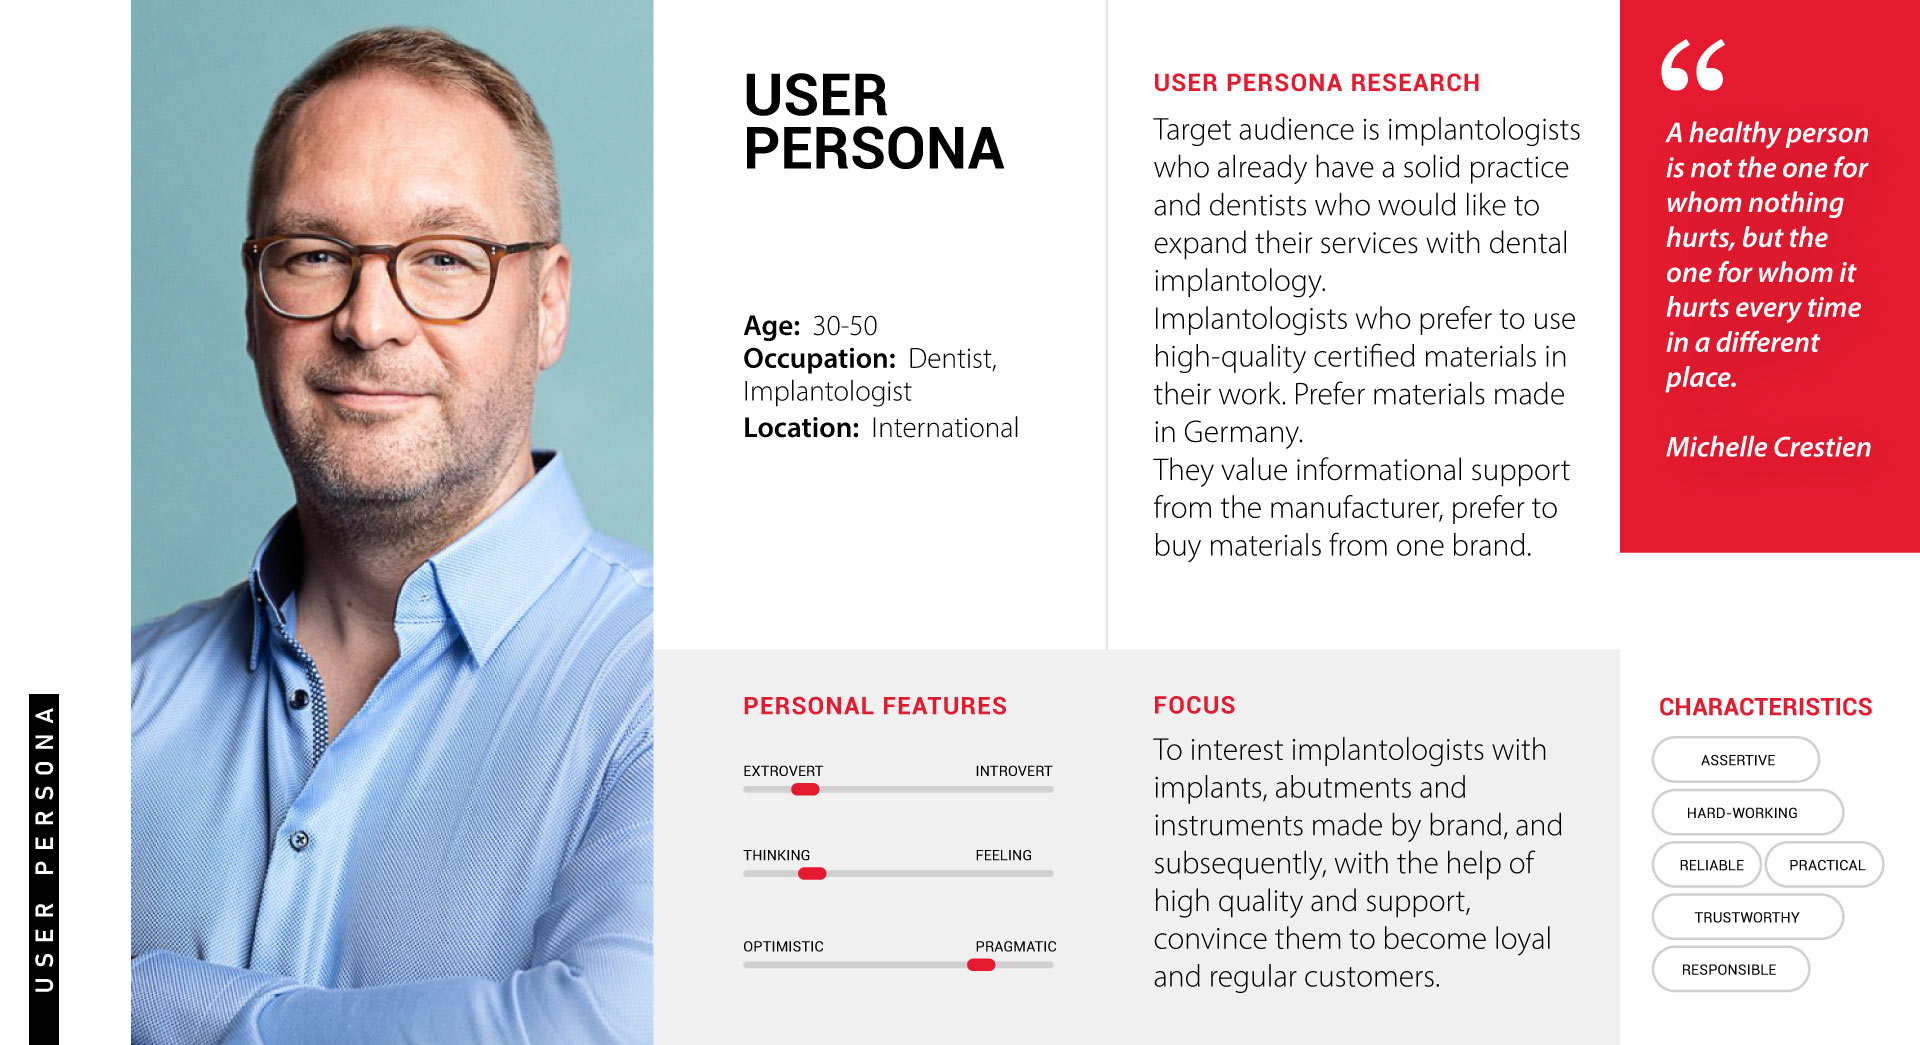 USER PERSONA
USER
PERSONA
Age: 30-50
Occupation: Dentist,
Implantologist
Location: International
USER PERSONA RESEARCH
Target audience is implantologists
who already have a solid practice
and dentists who would like to
expand their services with dental
implantology.
Implantologists who prefer to use
high-quality certified materials in
their work. Prefer materials made
in Germany.
They value informational support
from the manufacturer, prefer to
buy materials from one brand.
“
A healthy person
is not the one for
whom nothing
hurts, but the
one for whom it
hurts every time
in a different
place.
Michelle Crestien
PERSONAL FEATURES
EXTROVERT INTROVERT
THINKING FEELING
OPTIMISTIC PRAGMATIC
FOCUS
To interest implantologists with
implants, abutments and
instruments made by brand, and
subsequently, with the help of
high quality and support,
convince them to become loyal
and regular customers.
CHARACTERISTICS
ASSERTIVE
HARD-WORKING
RELIABLE PRACTICAL
TRUSTWORTHY
RESPONSIBLE